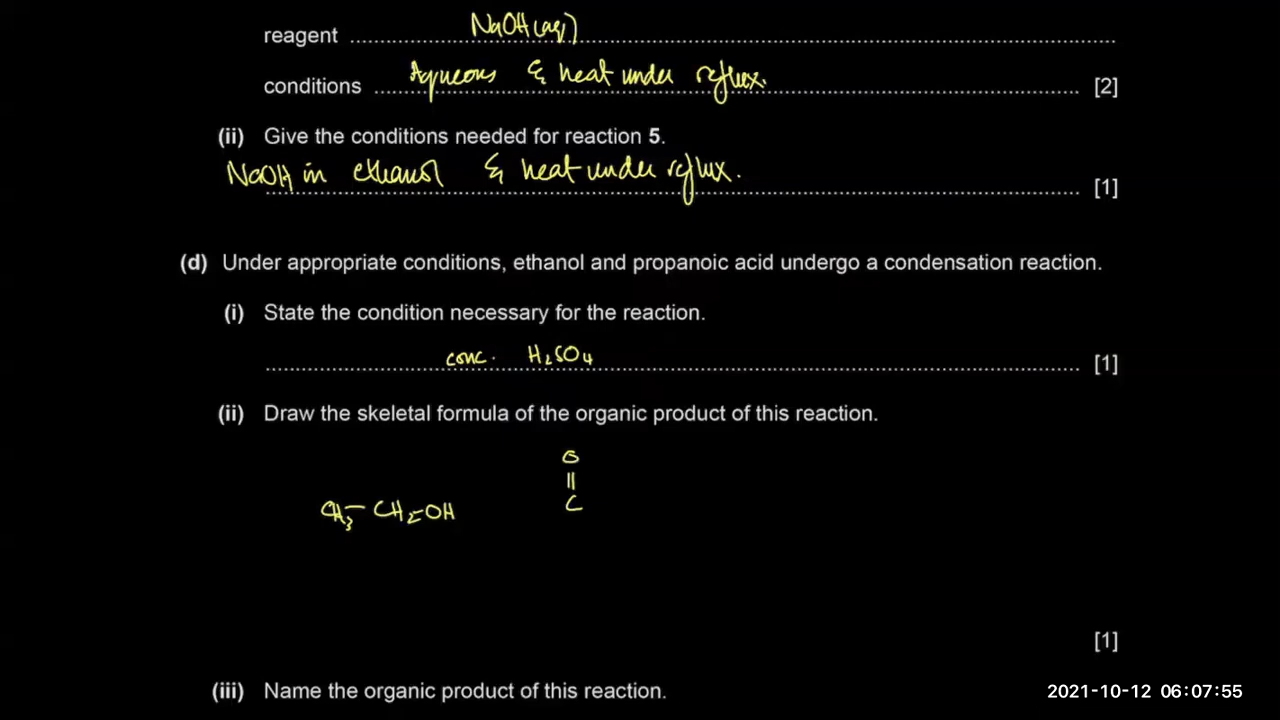 reagent NaOH(aq)
conditions Aqueous & heat under reflux. [2]
(ii) Give the conditions needed for reaction 5.
NaOH in ethanol & heat under reflux. [1]
(d) Under appropriate conditions, ethanol and propanoic acid undergo a condensation reaction.
(i) State the condition necessary for the reaction.
conc. H₂SO₄ [1]
(ii) Draw the skeletal formula of the organic product of this reaction.
O
||
C
CH₃–CH₂–OH
[1]
(iii) Name the organic product of this reaction.
2021-10-12 06:07:55